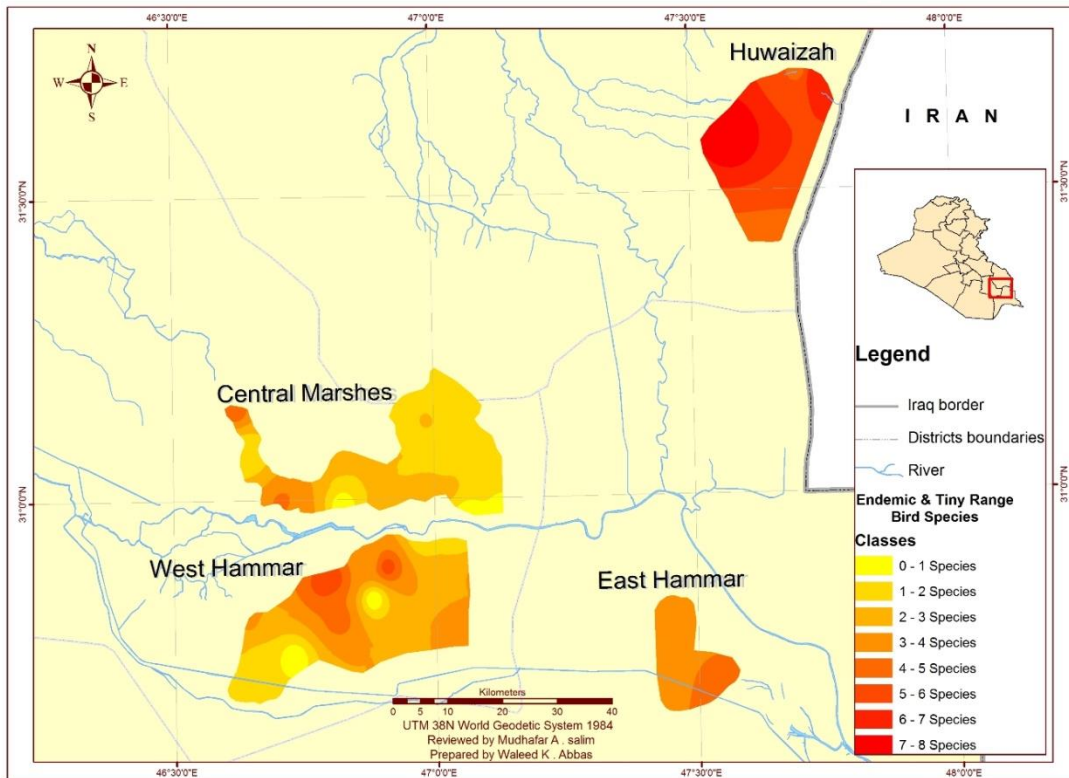 46°30'0"E
47°0'0"E
47°30'0"E
48°0'0"E
N
W
E
S
Huwaizah
I R A N
31°30'0"N
31°30'0"N
Central Marshes
31°0'0"N
31°0'0"N
West Hammar
East Hammar
Legend
Iraq border
Districts boundaries
River
Endemic & Tiny Range
Bird Species
Classes
0 - 1 Species
1 - 2 Species
2 - 3 Species
3 - 4 Species
4 - 5 Species
5 - 6 Species
6 - 7 Species
7 - 8 Species
Kilometers
0 5 10 20 30 40
UTM 38N World Geodetic System 1984
Reviewed by Mudhafar A . salim
Prepared by Waleed K . Abbas
46°30'0"E
47°0'0"E
47°30'0"E
48°0'0"E